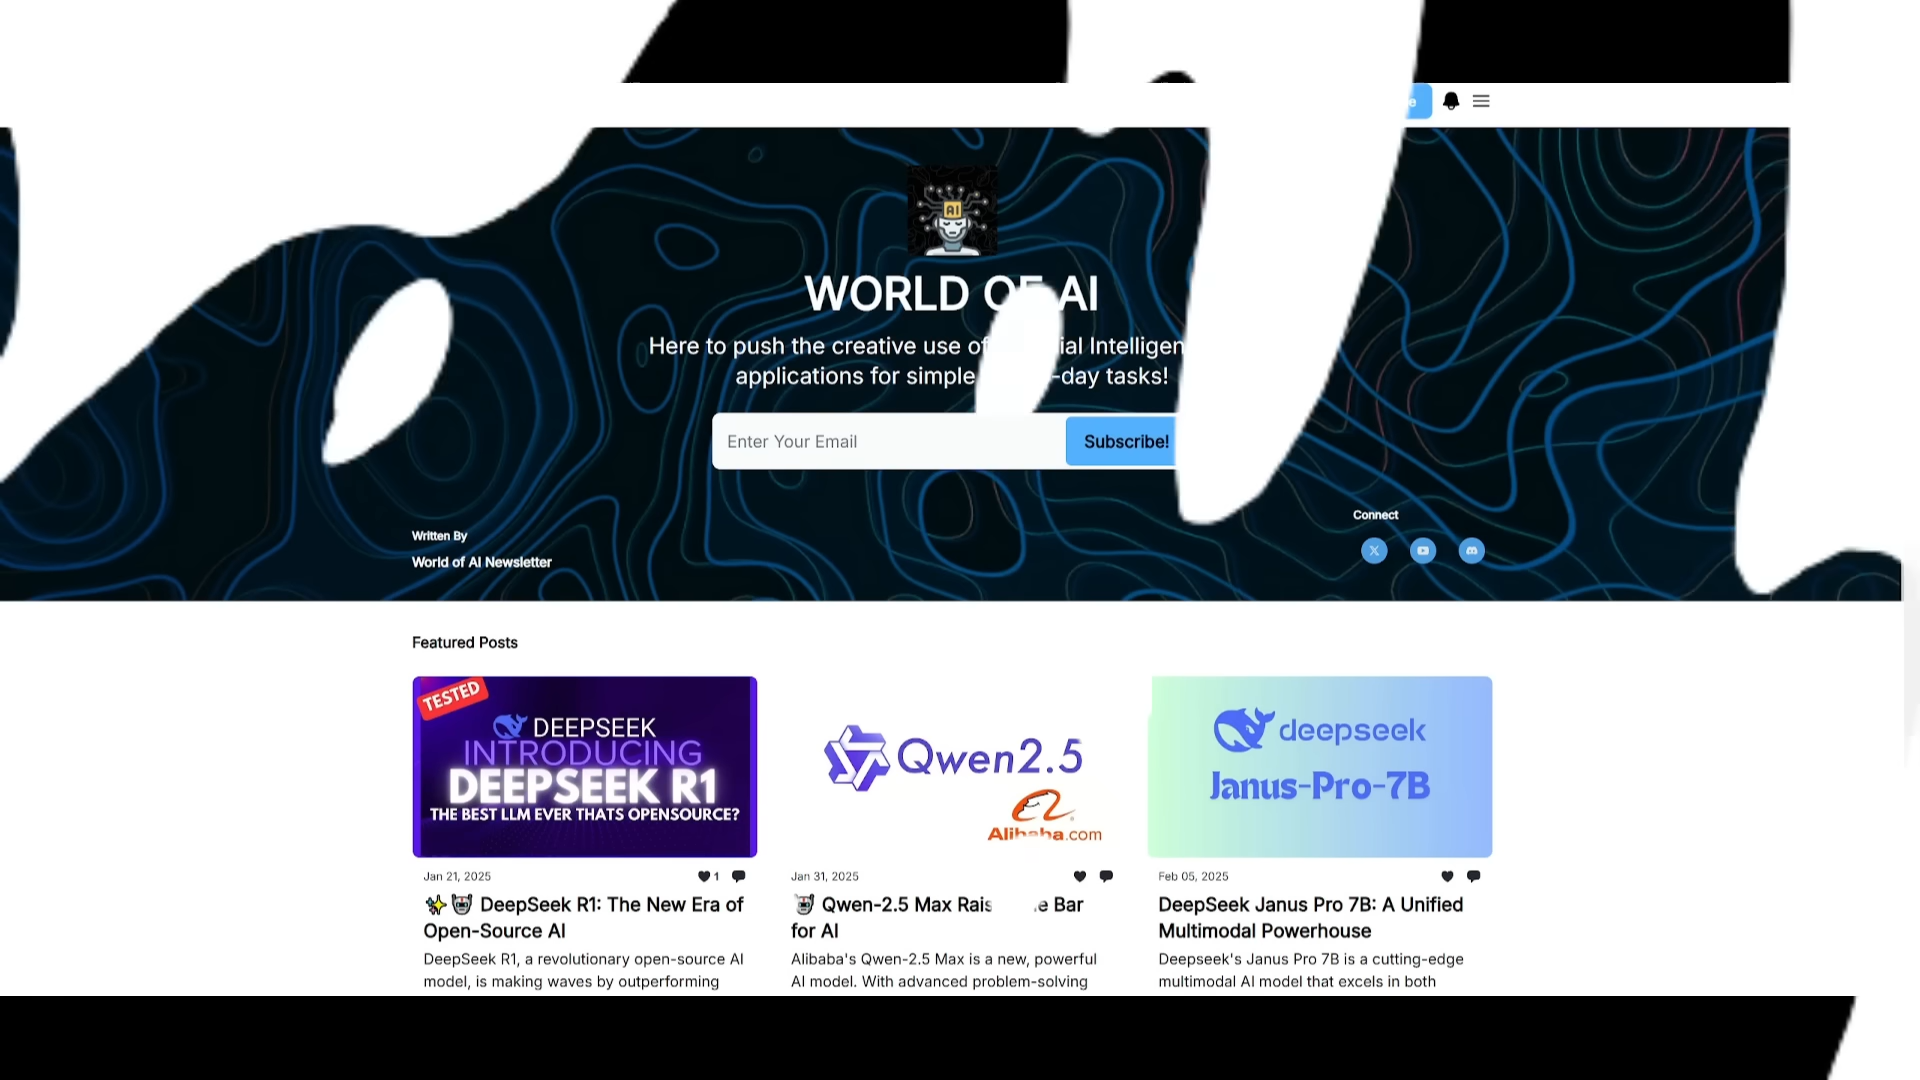 AI
WORLD OF AI
Here to push the creative use of
applications for simple -day tasks!
Enter Your Email
Subscribe!
Written By
World of AI Newsletter
Connect
Featured Posts
TESTED
DEEPSEEK
INTRODUCING
DEEPSEEK R1
THE BEST LLM EVER THATS OPENSOURCE?
Jan 21, 2025
1
✨🤖 DeepSeek R1: The New Era of
Open-Source AI
DeepSeek R1, a revolutionary open-source AI
model, is making waves by outperforming
Qwen2.5
Alibaba.com
Jan 31, 2025
🤖 Qwen-2.5 Max Bar
for AI
Alibaba's Qwen-2.5 Max is a new, powerful
AI model. With advanced problem-solving
deepseek
Janus-Pro-7B
Feb 05, 2025
DeepSeek Janus Pro 7B: A Unified
Multimodal Powerhouse
Deepseek's Janus Pro 7B is a cutting-edge
multimodal AI model that excels in both